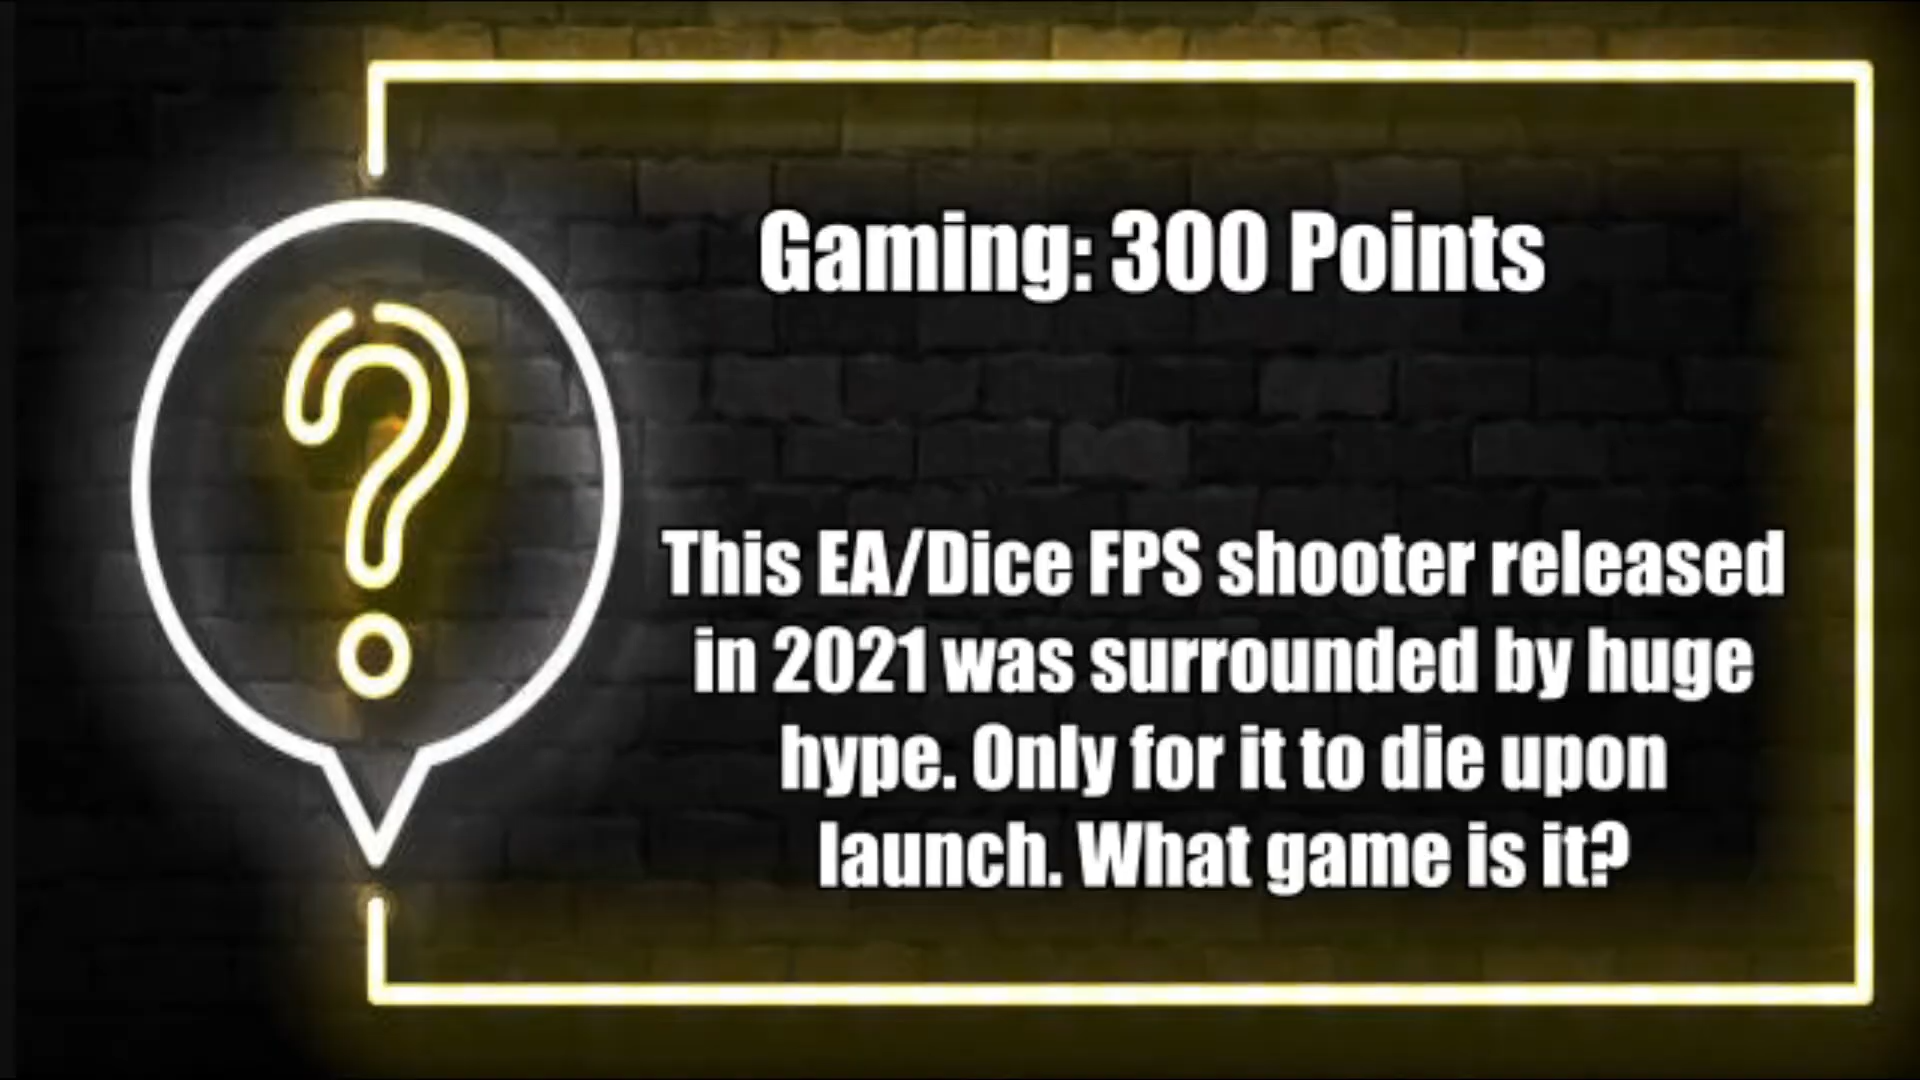 Gaming: 300 Points
This EA/Dice FPS shooter released
in 2021 was surrounded by huge
hype. Only for it to die upon
launch. What game is it?